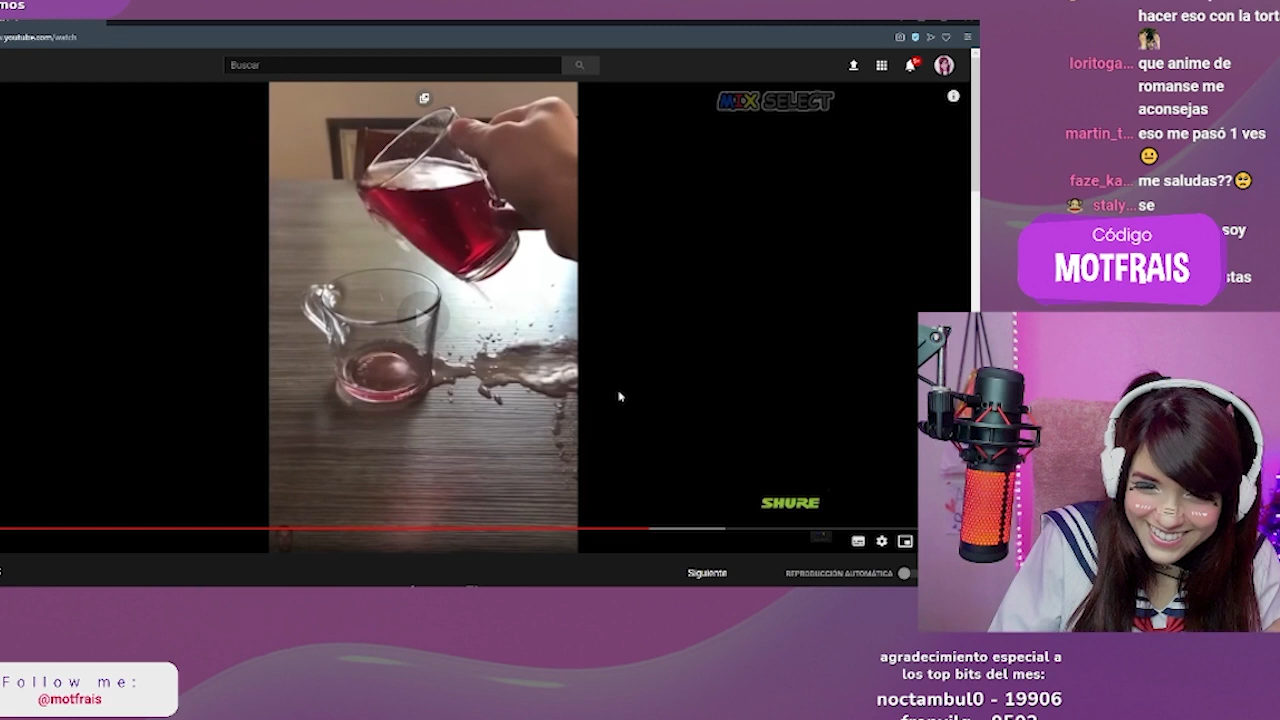 mos
youtube.com/watch
Buscar
MIX SELECT
SHURE
Siguiente
REPRODUCCIÓN AUTOMÁTICA
hacer eso con la tort
loritoga... que anime de
romanse me
aconsejas
martin_t... eso me pasó 1 ves
😐
faze_ka... me saludas??🥺
staly... se
soy
stas
Código
MOTFRAIS
Follow me:
@motfrais
agradecimiento especial a
los top bits del mes:
noctambul0 - 19906